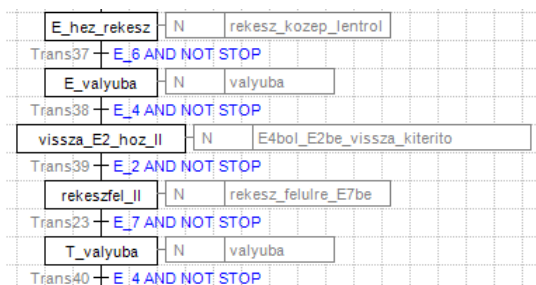 E_hez_rekesz N rekesz_kozep_lentrol
Trans37 E_6 AND NOT STOP
E_valyuba N valyuba
Trans38 E_4 AND NOT STOP
vissza_E2_hoz_II N E4bol_E2be_vissza_kiterito
Trans39 E_2 AND NOT STOP
rekeszfel_II N rekesz_felulre_E7be
Trans23 E_7 AND NOT STOP
T_valyuba N valyuba
Trans40 E_4 AND NOT STOP